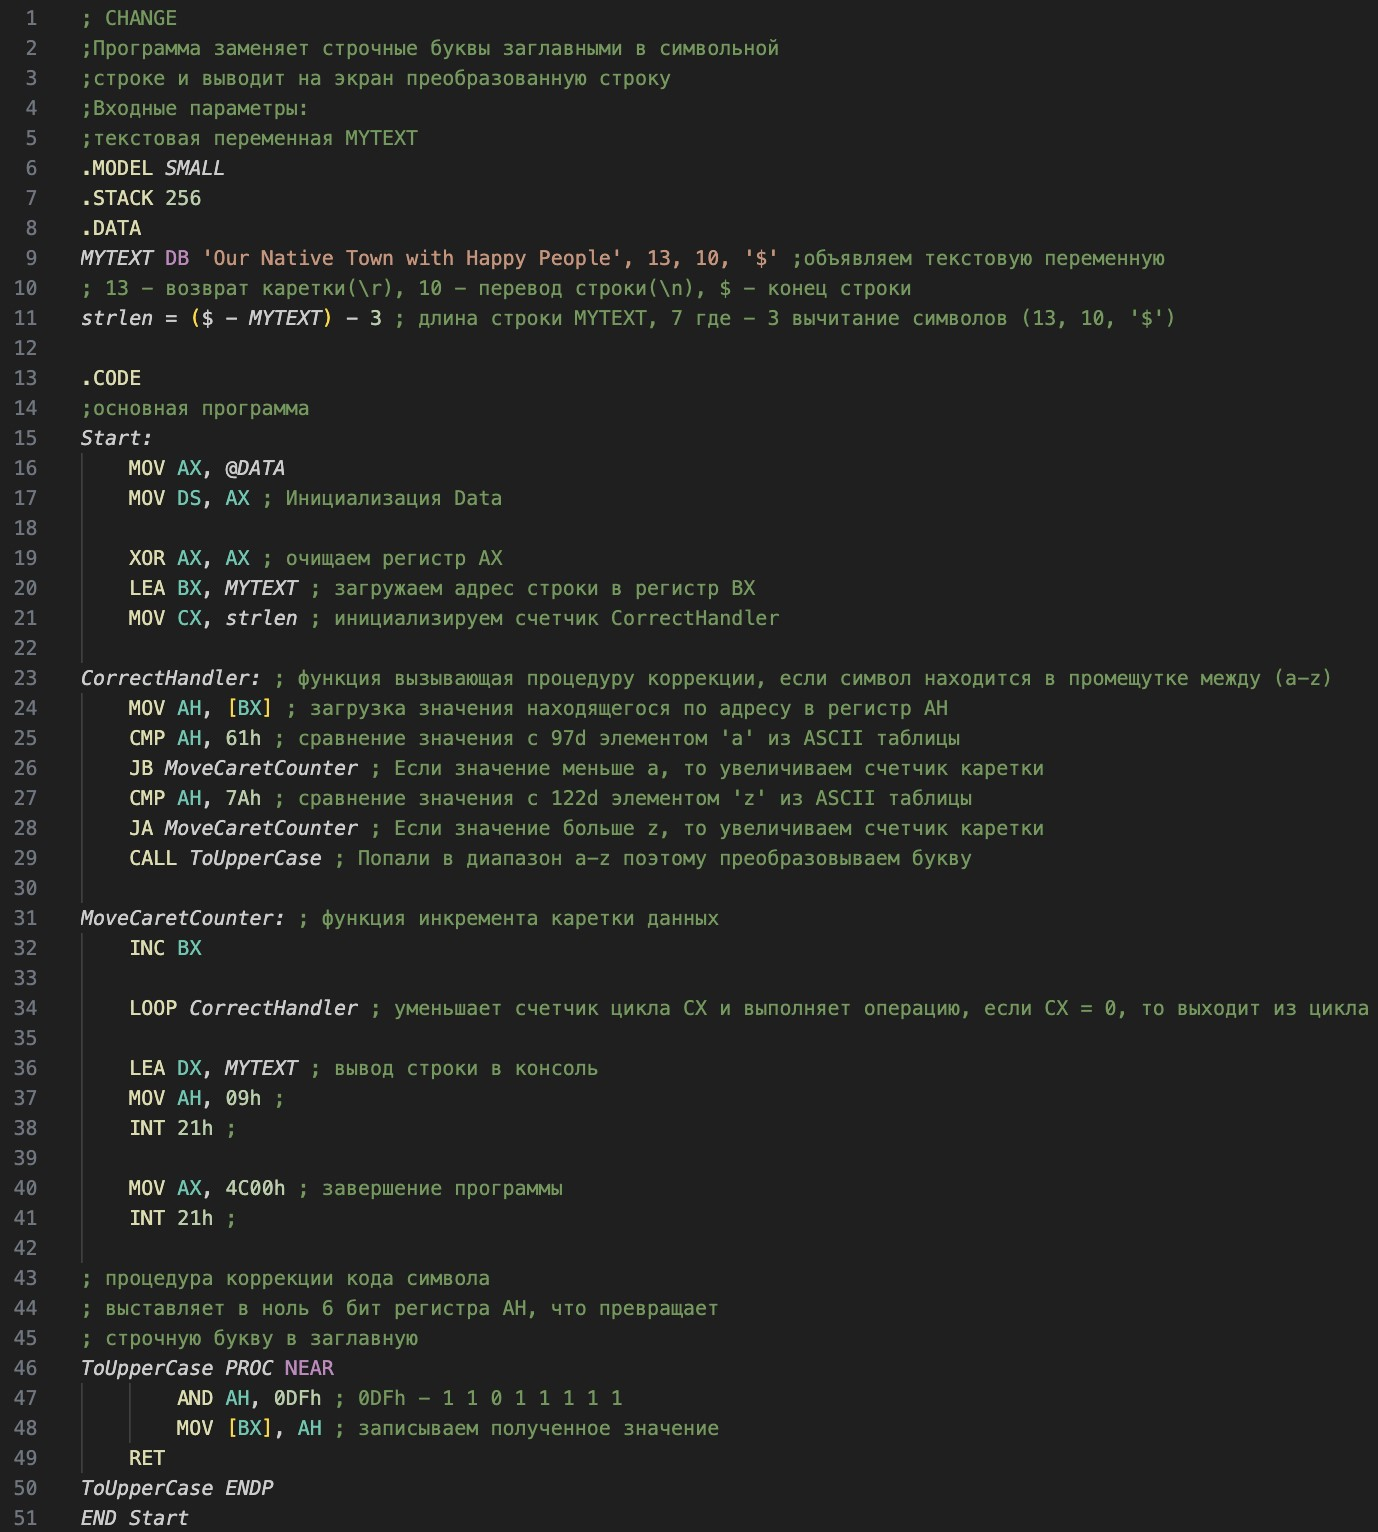 1 ; CHANGE
2 ;Программа заменяет строчные буквы заглавными в символьной
3 ;строке и выводит на экран преобразованную строку
4 ;Входные параметры:
5 ;текстовая переменная MYTEXT
6 .MODEL SMALL
7 .STACK 256
8 .DATA
9 MYTEXT DB 'Our Native Town with Happy People', 13, 10, '$' ;объявляем текстовую переменную
10 ; 13 – возврат каретки(\r), 10 – перевод строки(\n), $ – конец строки
11 strlen = ($ – MYTEXT) – 3 ; длина строки MYTEXT, 7 где – 3 вычитание символов (13, 10, '$')
12
13 .CODE
14 ;основная программа
15 Start:
16 MOV AX, @DATA
17 MOV DS, AX ; Инициализация Data
18
19 XOR AX, AX ; очищаем регистр AX
20 LEA BX, MYTEXT ; загружаем адрес строки в регистр BX
21 MOV CX, strlen ; инициализируем счетчик CorrectHandler
22
23 CorrectHandler: ; функция вызывающая процедуру коррекции, если символ находится в промещутке между (a–z)
24 MOV AH, [BX] ; загрузка значения находящегося по адресу в регистр AH
25 CMP AH, 61h ; сравнение значения с 97d элементом 'a' из ASCII таблицы
26 JB MoveCaretCounter ; Если значение меньше a, то увеличиваем счетчик каретки
27 CMP AH, 7Ah ; сравнение значения с 122d элементом 'z' из ASCII таблицы
28 JA MoveCaretCounter ; Если значение больше z, то увеличиваем счетчик каретки
29 CALL ToUpperCase ; Попали в диапазон a–z поэтому преобразовываем букву
30
31 MoveCaretCounter: ; функция инкремента каретки данных
32 INC BX
33
34 LOOP CorrectHandler ; уменьшает счетчик цикла CX и выполняет операцию, если CX = 0, то выходит из цикла
35
36 LEA DX, MYTEXT ; вывод строки в консоль
37 MOV AH, 09h ;
38 INT 21h ;
39
40 MOV AX, 4C00h ; завершение программы
41 INT 21h ;
42
43 ; процедура коррекции кода символа
44 ; выставляет в ноль 6 бит регистра AH, что превращает
45 ; строчную букву в заглавную
46 ToUpperCase PROC NEAR
47 AND AH, 0DFh ; 0DFh – 1 1 0 1 1 1 1 1
48 MOV [BX], AH ; записываем полученное значение
49 RET
50 ToUpperCase ENDP
51 END Start